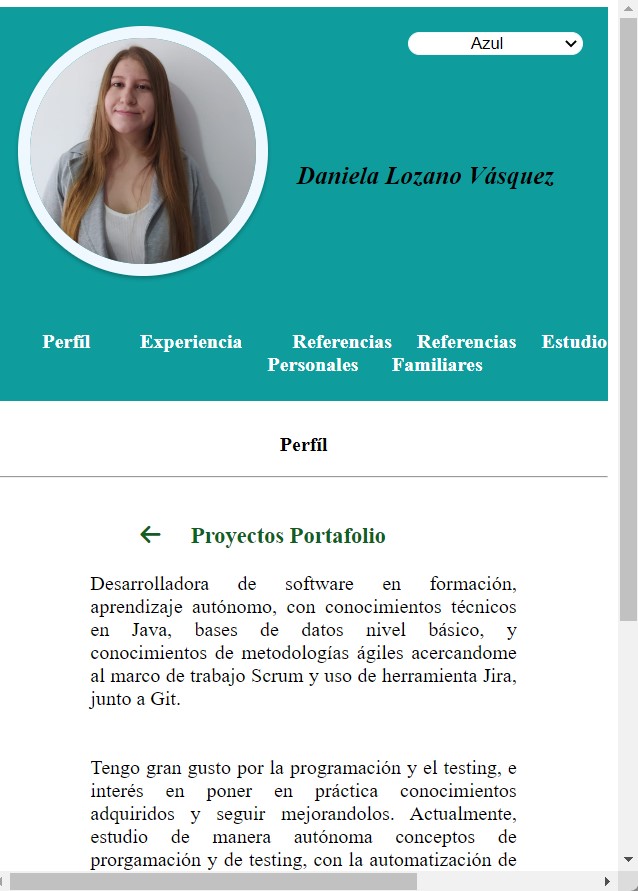 Azul
Daniela Lozano Vásquez
Perfil Experiencia Referencias Referencias Estudio
Personales Familiares
Perfil
Proyectos Portafolio
Desarrolladora de software en formación,
aprendizaje autónomo, con conocimientos técnicos
en Java, bases de datos nivel básico, y
conocimientos de metodologías ágiles acercandome
al marco de trabajo Scrum y uso de herramienta Jira,
junto a Git.
Tengo gran gusto por la programación y el testing, e
interés en poner en práctica conocimientos
adquiridos y seguir mejorandolos. Actualmente,
estudio de manera autónoma conceptos de
prorgamación y de testing, con la automatización de